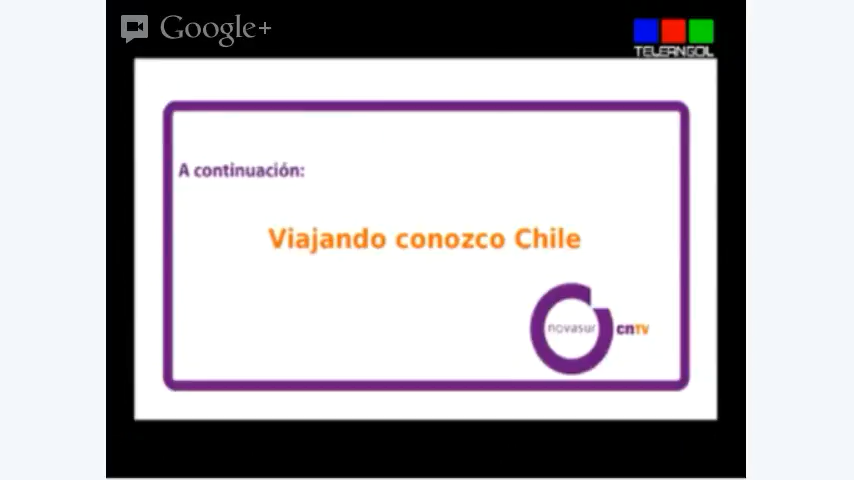 Google+
TELEANGOL
A continuación:
Viajando conozco Chile
novasur
cnTV